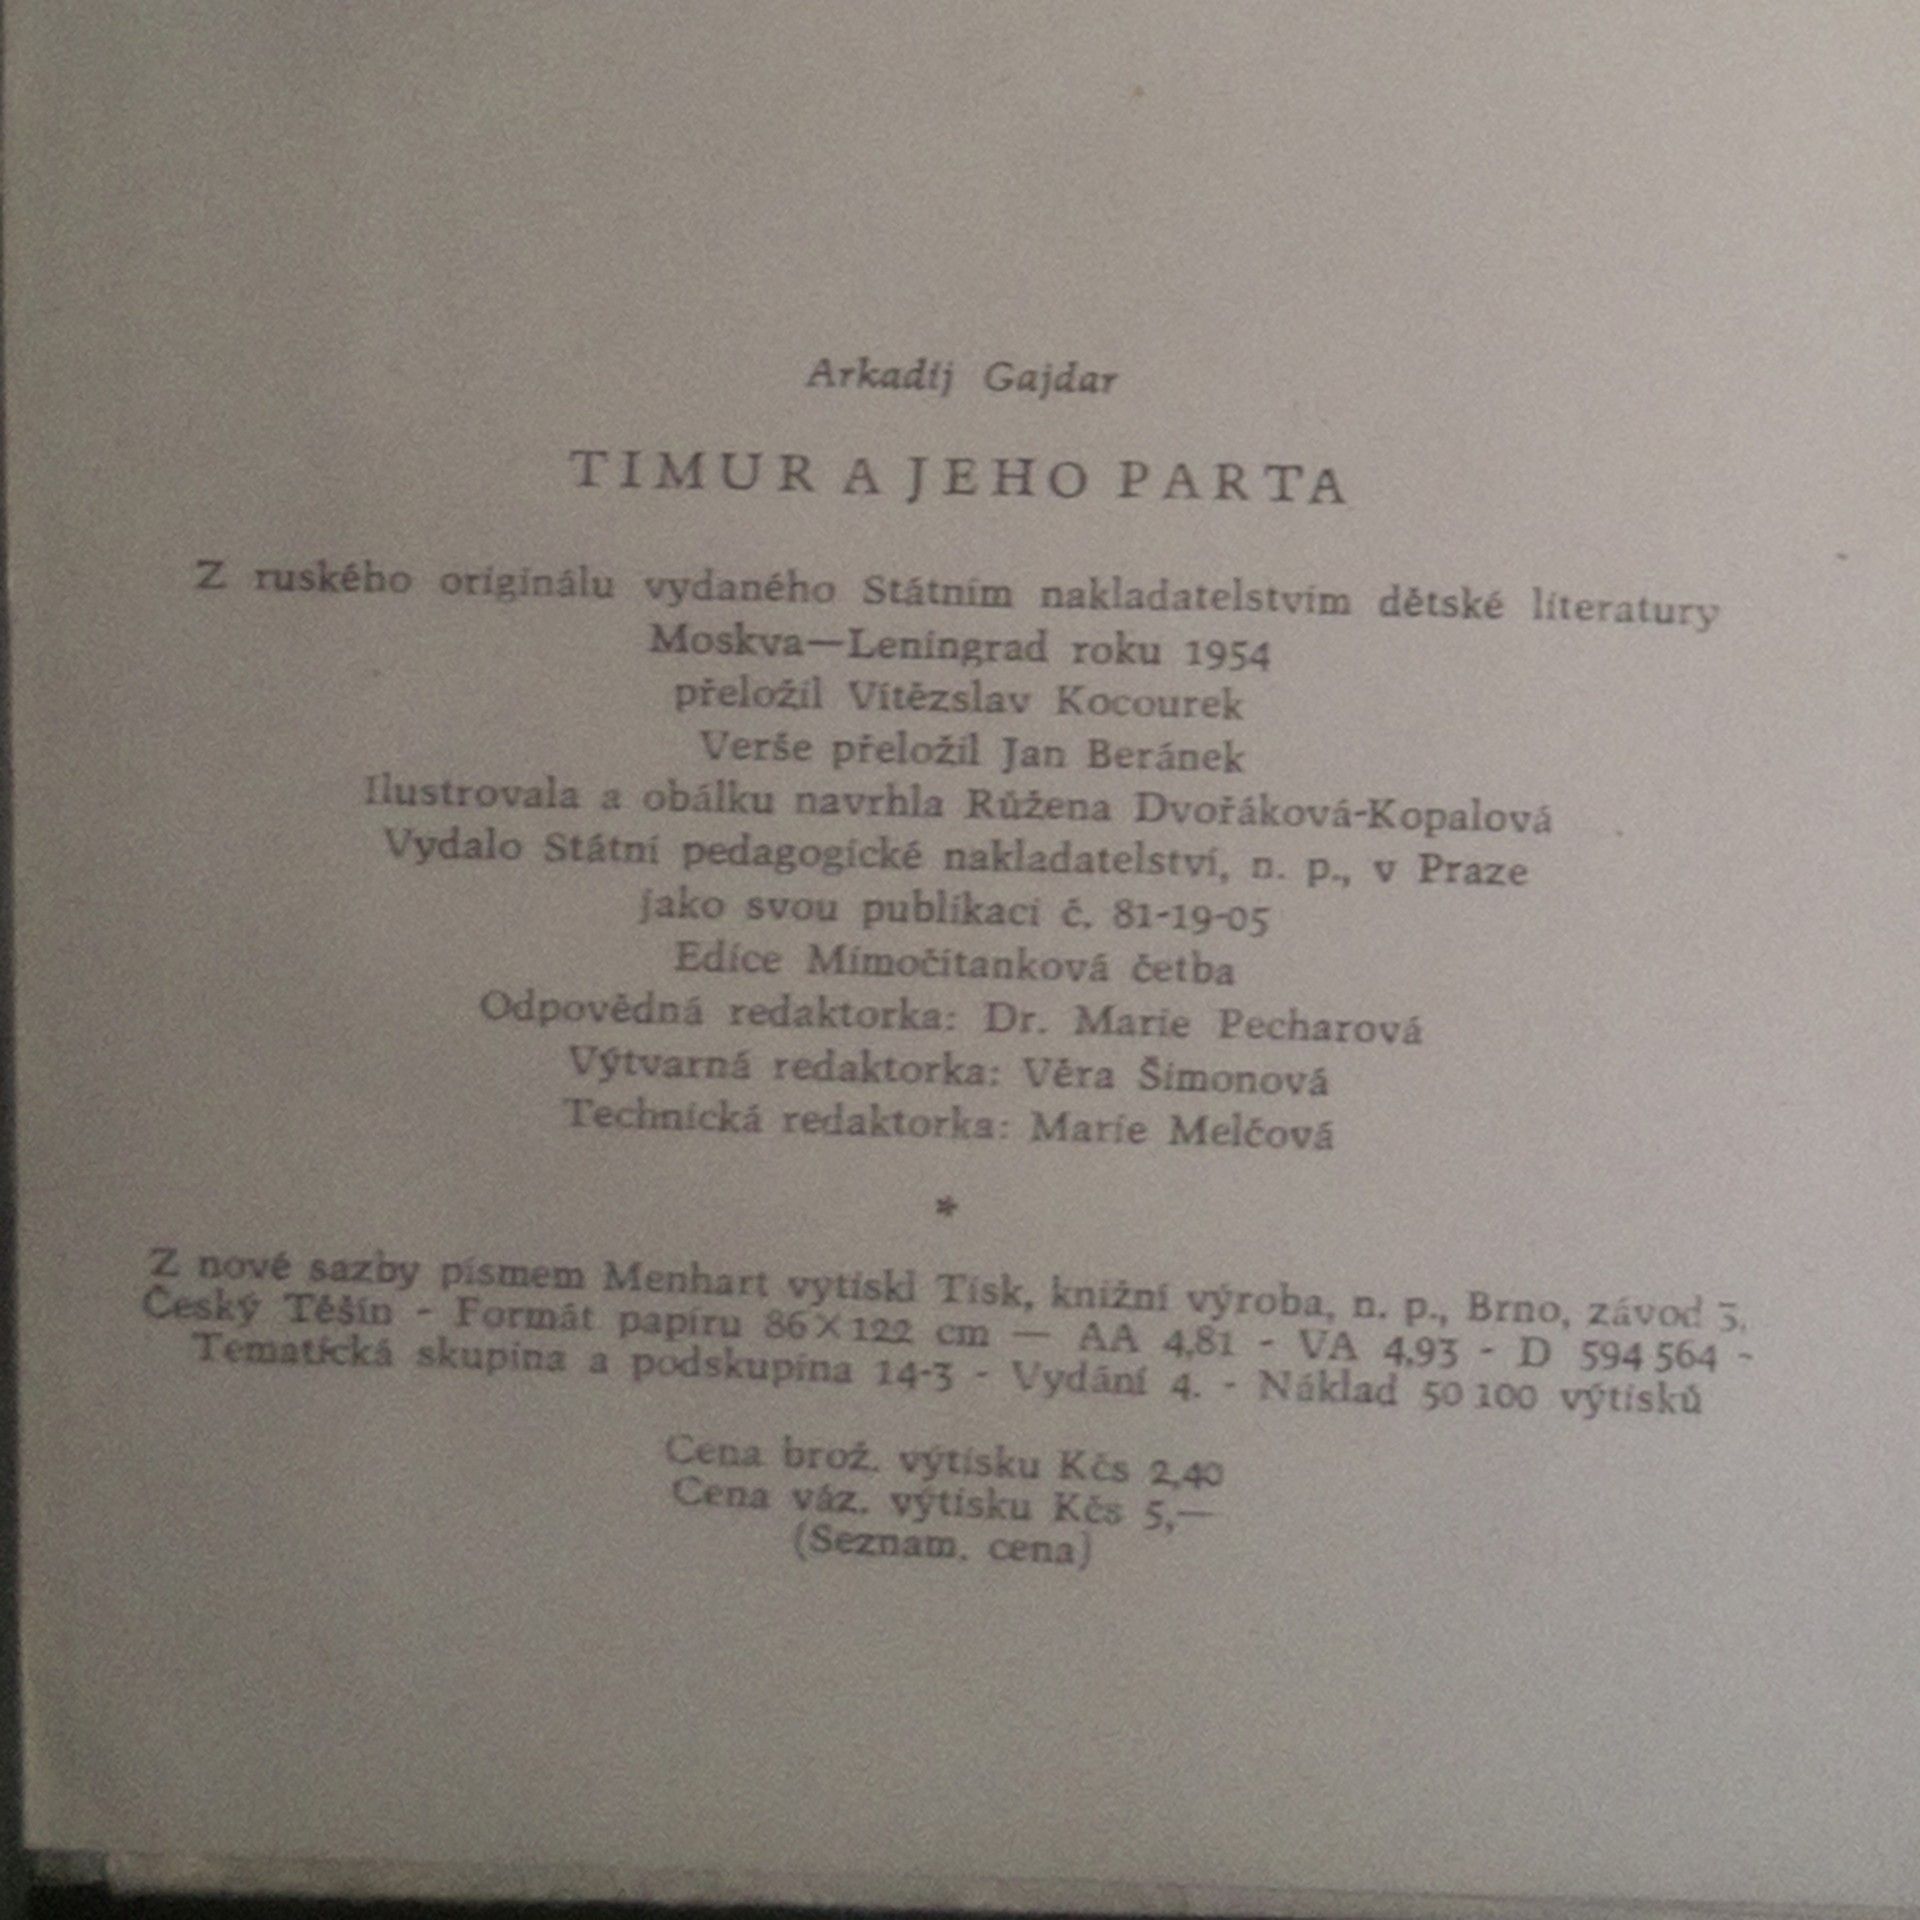 Arkadij Gajdar
TIMUR A JEHO PARTA
Z ruského originálu vydaného Státním nakladatelstvím dětské literatury
Moskva—Leningrad roku 1954
přeložil Vítězslav Kocourek
Verše přeložil Jan Beránek
Ilustrovala a obálku navrhla Růžena Dvořáková-Kopalová
Vydalo Státní pedagogické nakladatelství, n. p., v Praze
jako svou publikaci č. 81-19-05
Edice Mimočítanková četba
Odpovědná redaktorka: Dr. Marie Pecharová
Výtvarná redaktorka: Věra Šimonová
Technická redaktorka: Marie Melčová
*
Z nové sazby písmem Menhart vytiskl Tisk, knižní výroba, n. p., Brno, závod 3,
Český Těšín - Formát papíru 86×122 cm — AA 4,81 - VA 4,93 - D 594 564 -
Tematická skupina a podskupina 14-3 - Vydání 4. - Náklad 50 100 výtisků
Cena brož. výtisku Kčs 2,40
Cena váz. výtisku Kčs 5,—
(Seznam. cena)